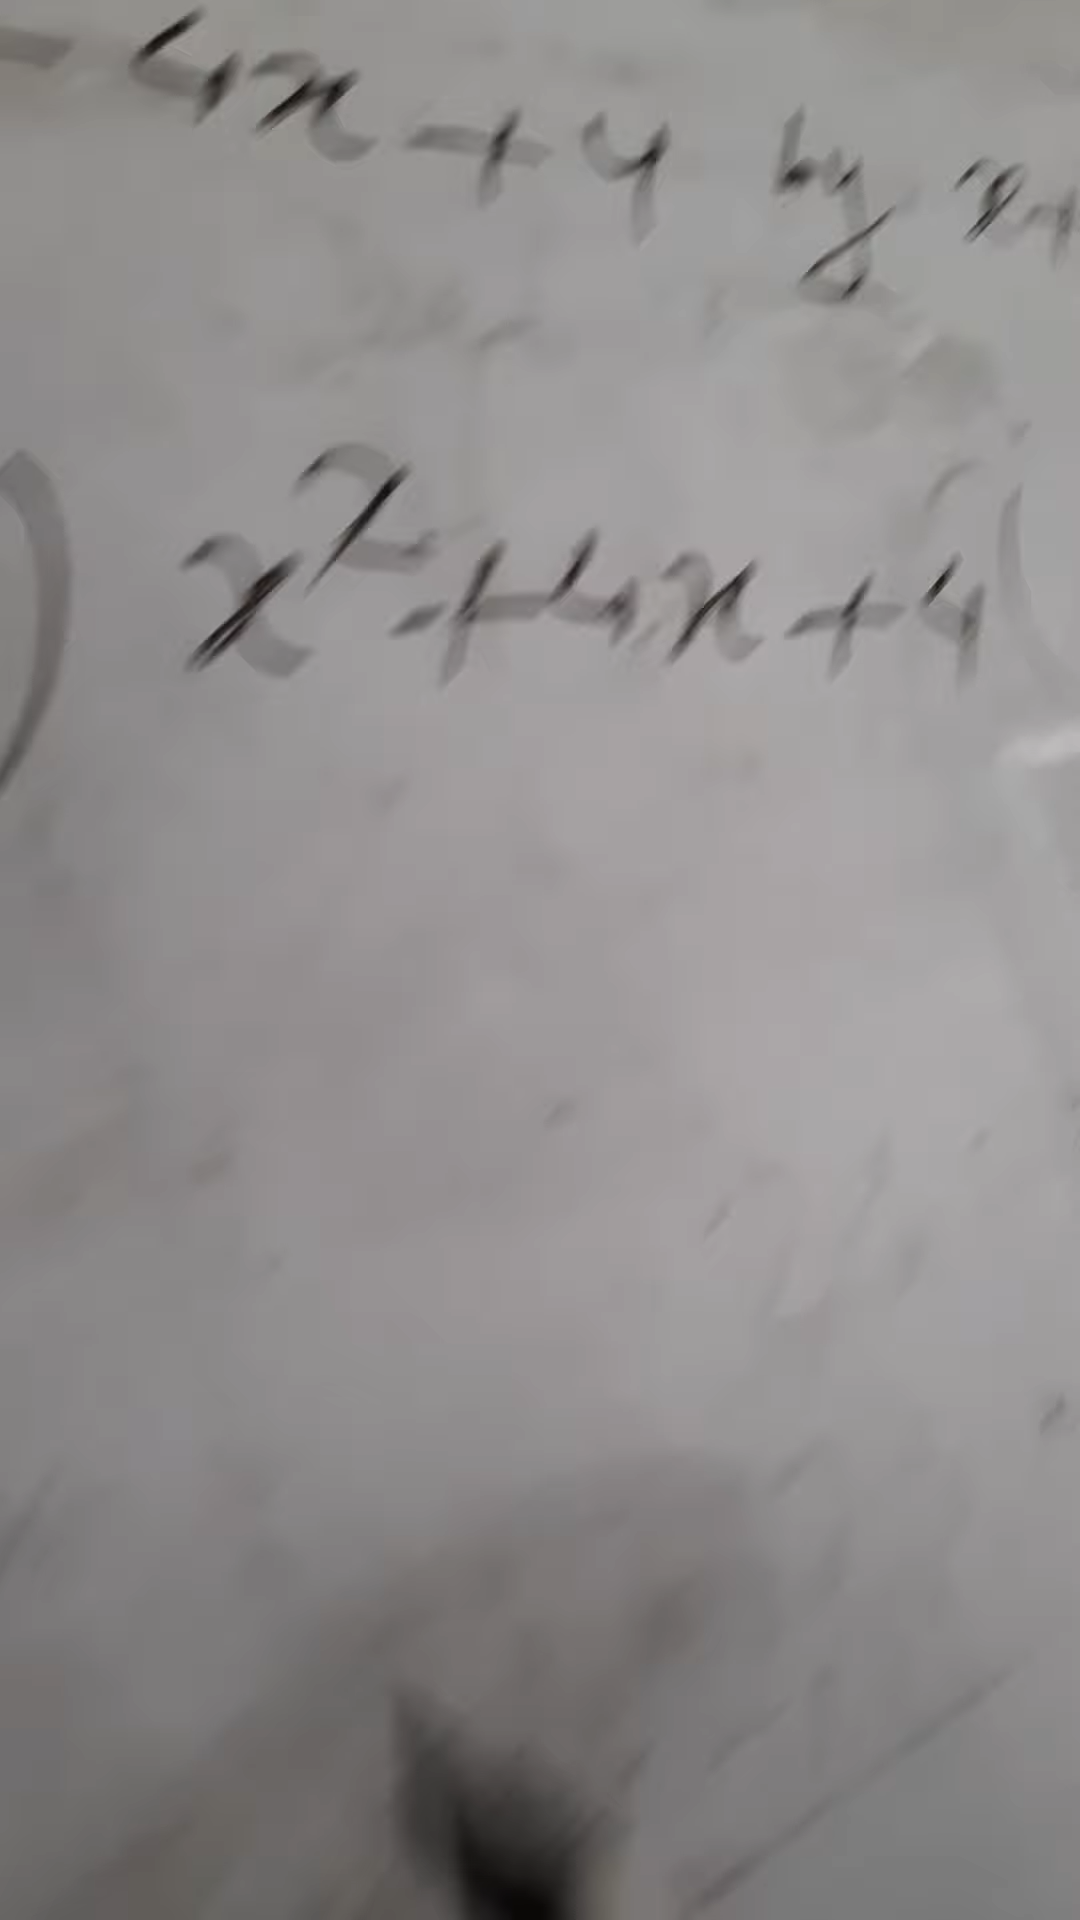 - 4x + 4 by x+
) x² + 4x + 4 (